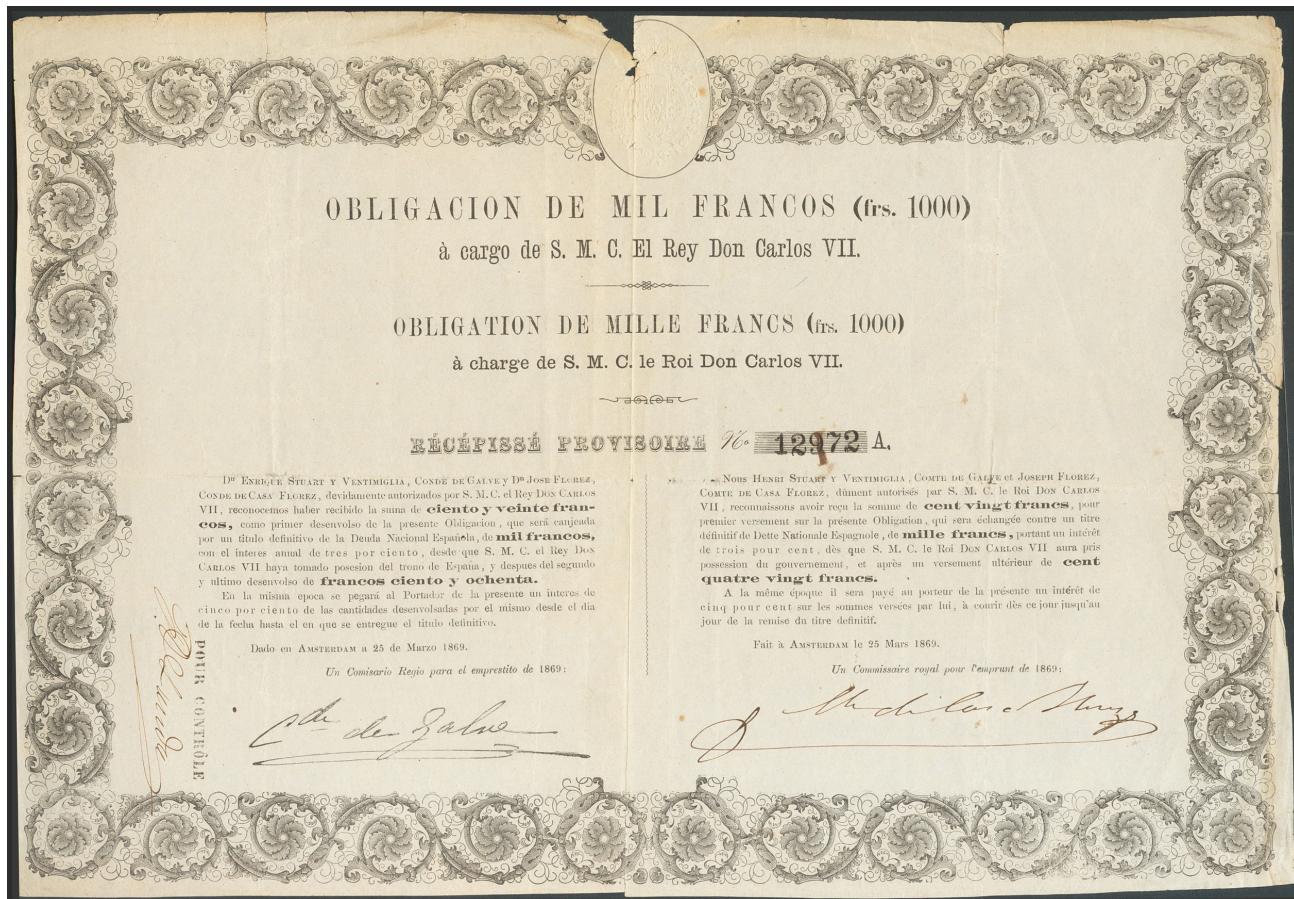 OBLIGACION DE MIL FRANCOS (frs. 1000)
à cargo de S. M. C. El Rey Don Carlos VII.
OBLIGATION DE MILLE FRANCS (frs. 1000)
à charge de S. M. C. le Roi Don Carlos VII.
RÉCÉPISSÉ PROVISOIRE No 12972 A.
Dn ENRIQUE STUART Y VENTIMIGLIA, CONDE DE GALVE y Dn JOSE FLOREZ,
CONDE DE CASA FLOREZ, devidamente autorizados por S. M. C. el Rey DON CARLOS
VII, reconocemos haber recibido la suma de ciento y veinte fran-
cos, como primer desenvolso de la presente Obligacion, que será canjeada
por un titulo definitivo de la Deuda Nacional Española, de mil francos,
con el interes anual de tres por ciento, desde que S. M. C. el Rey DON
CARLOS VII haya tomado posesion del trono de España, y despues del segundo
y ultimo desenvolso de francos ciento y ochenta.
En la misma epoca se pegará al Portador de la presente un interes de
cinco por ciento de las cantidades desenvolsadas por el mismo desde el dia
de la fecha hasta el en que se entregue el titulo definitivo.
Dado en AMSTERDAM a 25 de Marzo 1869.
Un Comisario Regio para el emprestito de 1869:
Cde de Galve
POUR CONTRÔLE
Nous HENRI STUART Y VENTIMIGLIA, COMTE DE GALVE et JOSEPH FLOREZ,
COMTE DE CASA FLOREZ, dûment autorisés par S. M. C. le Roi DON CARLOS
VII, reconnaissons avoir reçu la somme de cent vingt francs, pour
premier versement sur la présente Obligation, qui sera échangée contre un titre
définitif de Dette Nationale Espagnole, de mille francs, portant un intérêt
de trois pour cent, dès que S. M. C. le Roi DON CARLOS VII aura pris
possession du gouvernement, et après un versement ultérieur de cent
quatre vingt francs.
A la même époque il sera payé au porteur de la présente un intérêt de
cinq pour cent sur les sommes versées par lui, à courir dès ce jour jusqu'au
jour de la remise du titre définitif.
Fait à AMSTERDAM le 25 Mars 1869.
Un Commissaire royal pour l'emprunt de 1869: